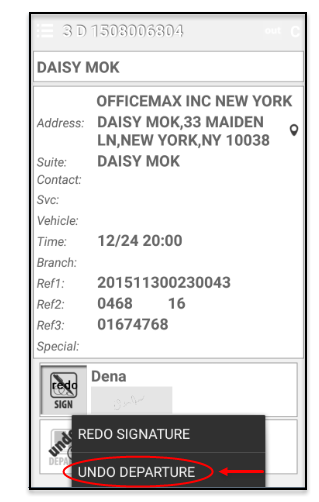 3 D 1508006804 out C
DAISY MOK
OFFICEMAX INC NEW YORK
Address: DAISY MOK,33 MAIDEN
LN,NEW YORK,NY 10038
Suite: DAISY MOK
Contact:
Svc:
Vehicle:
Time: 12/24 20:00
Branch:
Ref1: 201511300230043
Ref2: 0468 16
Ref3: 01674768
Special:
redo
SIGN
Dena
REDO SIGNATURE
undo
UNDO DEPARTURE